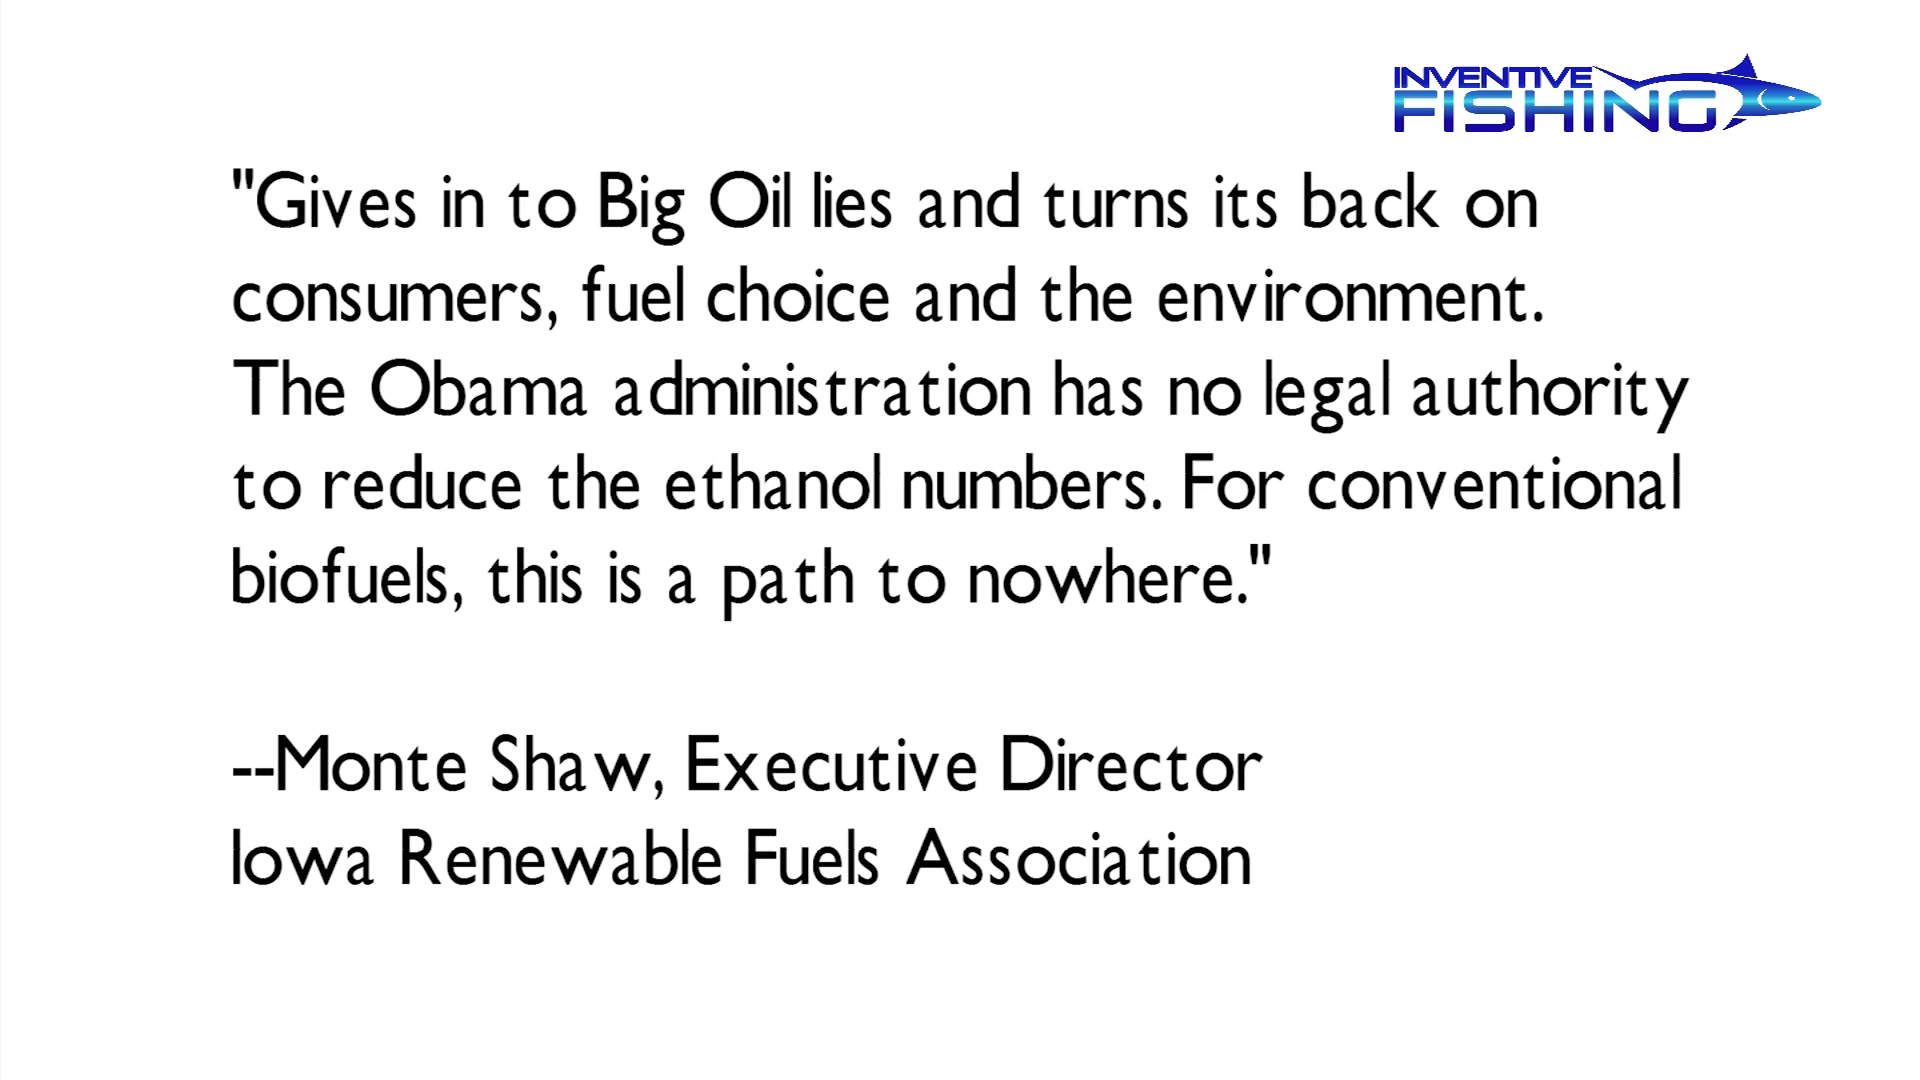 INVENTIVE
FISHING
"Gives in to Big Oil lies and turns its back on
consumers, fuel choice and the environment.
The Obama administration has no legal authority
to reduce the ethanol numbers. For conventional
biofuels, this is a path to nowhere."
--Monte Shaw, Executive Director
Iowa Renewable Fuels Association